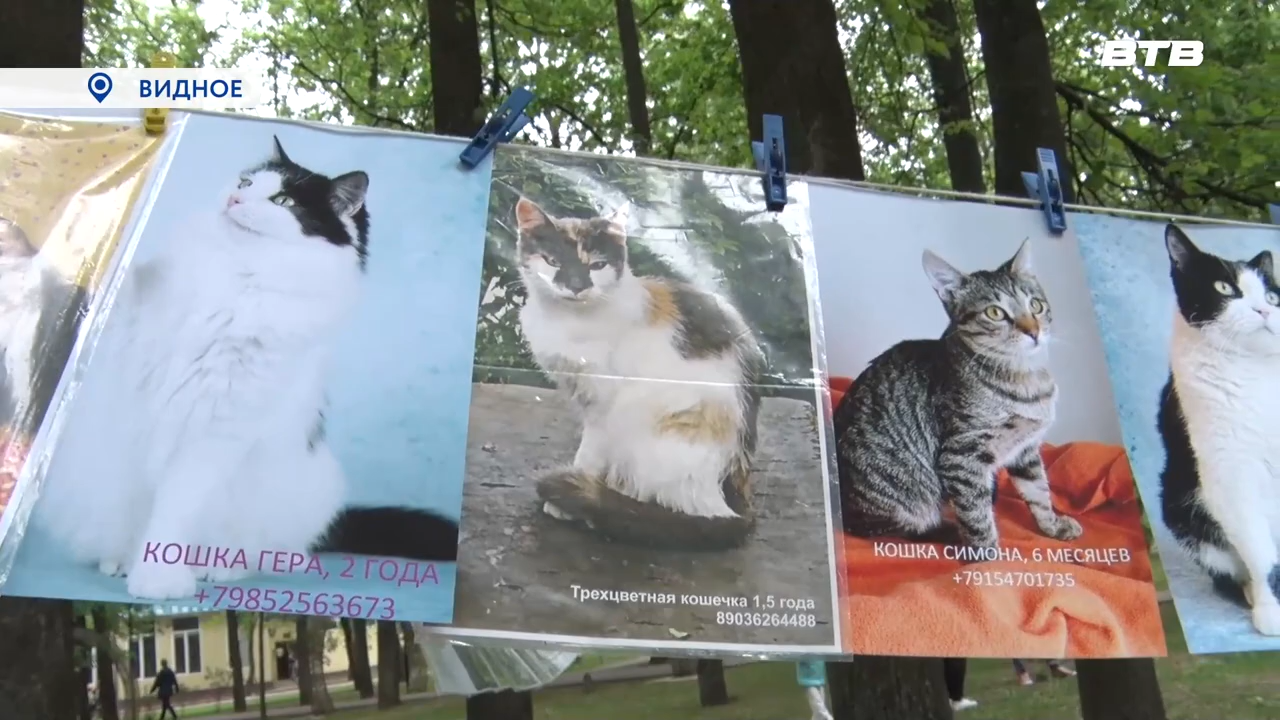 ВИДНОЕ
ВТВ
КОШКА ГЕРА, 2 ГОДА
+79852563673
Трехцветная кошечка 1,5 года
89036264488
КОШКА СИМОНА, 6 МЕСЯЦЕВ
+79154701735